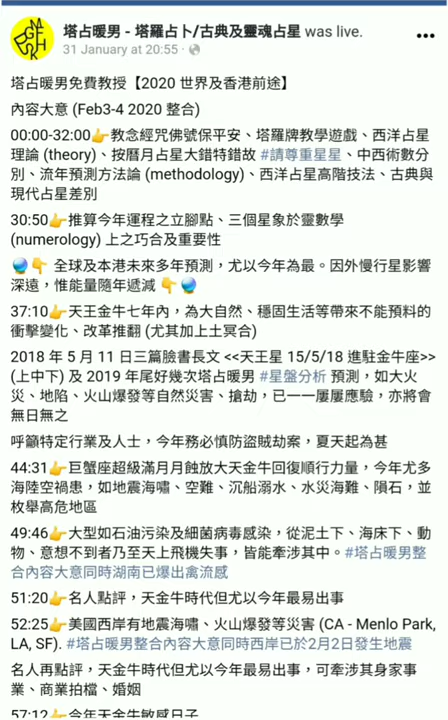 塔占暖男 - 塔羅占卜/古典及靈魂占星 was live.
31 January at 20:55
塔占暖男免費教授【2020 世界及香港前途】
內容大意 (Feb3-4 2020 整合)
00:00-32:00👉教念經咒佛號保平安、塔羅牌教學遊戲、西洋占星
理論 (theory)、按曆月占星大錯特錯故 #請尊重星星、中西術數分
別、流年預測方法論 (methodology)、西洋占星高階技法、古典與
現代占星差別
30:50👉推算今年運程之立腳點、三個星象於靈數學
(numerology) 上之巧合及重要性
🔮👇 全球及本港未來多年預測，尤以今年為最。因外慢行星影響
深遠，惟能量隨年遞減 👇🔮
37:10👉天王金牛七年內，為大自然、穩固生活等帶來不能預料的
衝擊變化、改革推翻 (尤其加上土冥合)
2018 年 5 月 11 日三篇臉書長文 <<天王星 15/5/18 進駐金牛座>>
(上中下) 及 2019 年尾好幾次塔占暖男 #星盤分析 預測，如大火
災、地陷、火山爆發等自然災害、搶劫，已一一屢屢應驗，亦將會
無日無之
呼籲特定行業及人士，今年務必慎防盜賊劫案，夏天起為甚
44:31👉巨蟹座超級滿月月蝕放大天金牛回復順行力量，今年尤多
海陸空禍患，如地震海嘯、空難、沉船溺水、水災海難、隕石，並
枚舉高危地區
49:46👉大型如石油污染及細菌病毒感染，從泥土下、海床下、動
物、意想不到者乃至天上飛機失事，皆能牽涉其中。#塔占暖男整
合內容大意同時湖南已爆出禽流感
51:20👉名人點評，天金牛時代但尤以今年最易出事
52:25👉美國西岸有地震海嘯、火山爆發等災害 (CA - Menlo Park,
LA, SF). #塔占暖男整合內容大意同時西岸已於2月2日發生地震
名人再點評，天金牛時代但尤以今年最易出事，可牽涉其身家事
業、商業拍檔、婚姻
57:12👉今年天金牛敏感日子